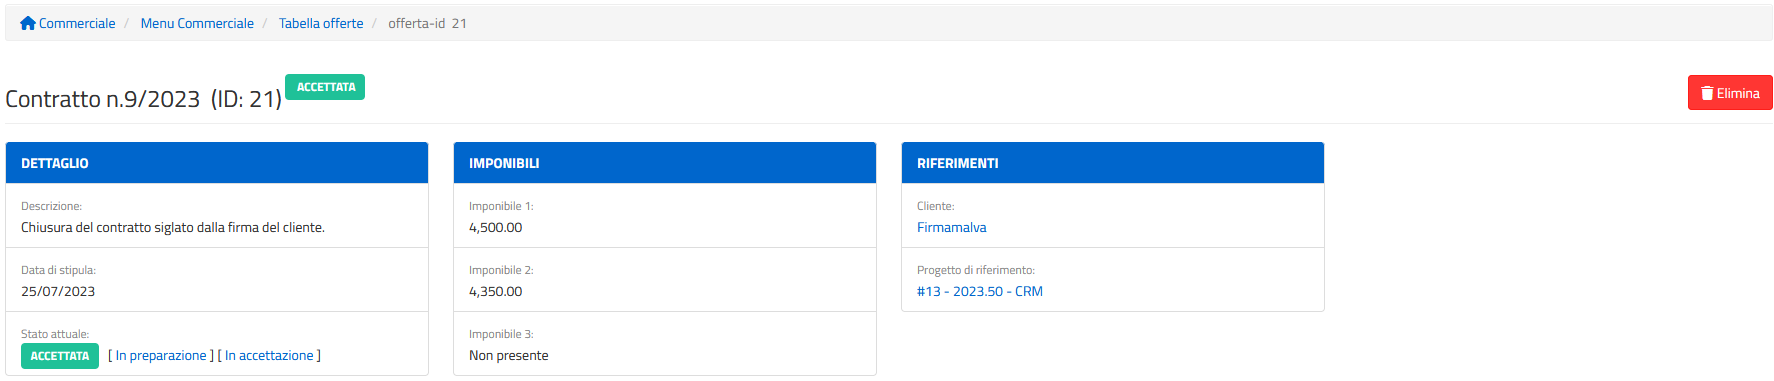 Commerciale / Menu Commerciale / Tabella offerte / offerta-id 21
Contratto n.9/2023 (ID: 21) ACCETTATA
Elimina
DETTAGLIO
Descrizione:
Chiusura del contratto siglato dalla firma del cliente.
Data di stipula:
25/07/2023
Stato attuale:
ACCETTATA [ In preparazione ] [ In accettazione ]
IMPONIBILI
Imponibile 1:
4,500.00
Imponibile 2:
4,350.00
Imponibile 3:
Non presente
RIFERIMENTI
Cliente:
Firmamalva
Progetto di riferimento:
#13 - 2023.50 - CRM